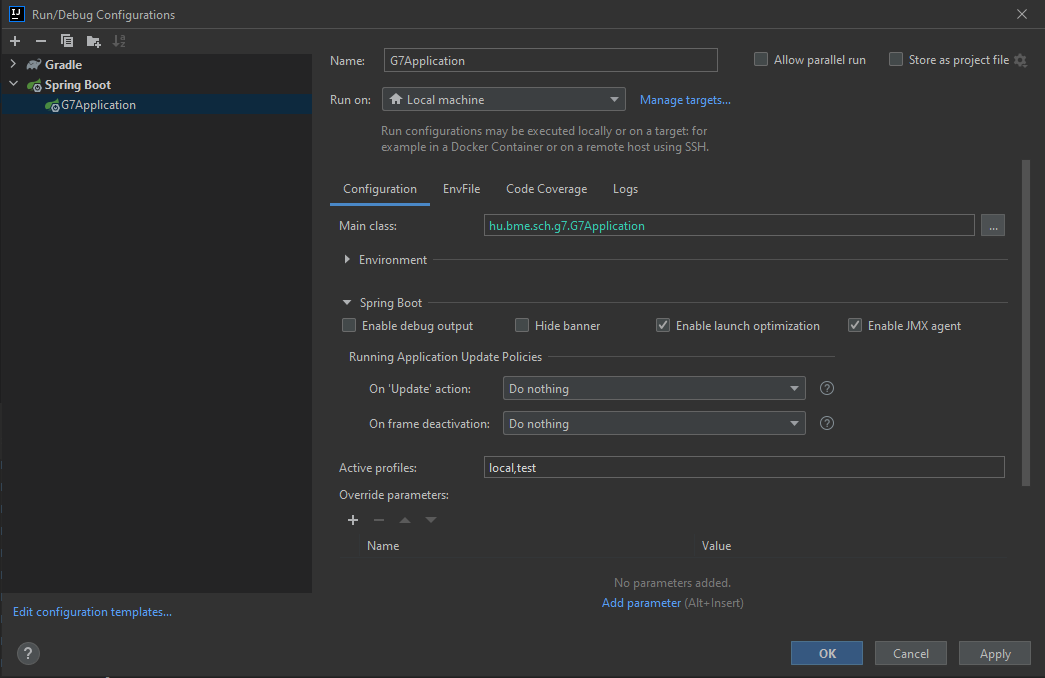 Run/Debug Configurations
Gradle
Spring Boot
G7Application
Edit configuration templates...
?
Name: G7Application
Allow parallel run
Store as project file
Run on: Local machine
Manage targets...
Run configurations may be executed locally or on a target: for
example in a Docker Container or on a remote host using SSH.
Configuration EnvFile Code Coverage Logs
Main class: hu.bme.sch.g7.G7Application ...
Environment
Spring Boot
Enable debug output Hide banner Enable launch optimization Enable JMX agent
Running Application Update Policies
On 'Update' action: Do nothing ?
On frame deactivation: Do nothing ?
Active profiles: local,test
Override parameters:
Name Value
No parameters added.
Add parameter (Alt+Insert)
OK Cancel Apply